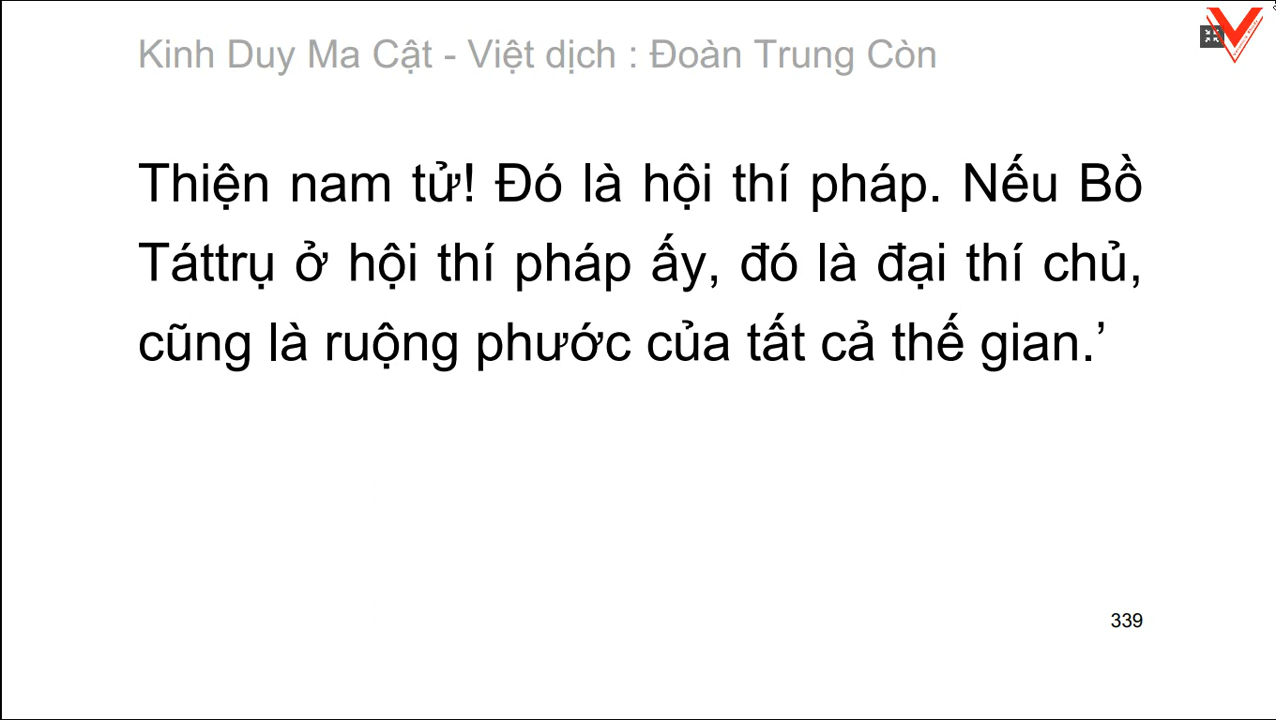 Kinh Duy Ma Cật - Việt dịch : Đoàn Trung Còn
Thiện nam tử! Đó là hội thí pháp. Nếu Bồ
Táttrụ ở hội thí pháp ấy, đó là đại thí chủ,
cũng là ruộng phước của tất cả thế gian.’
339